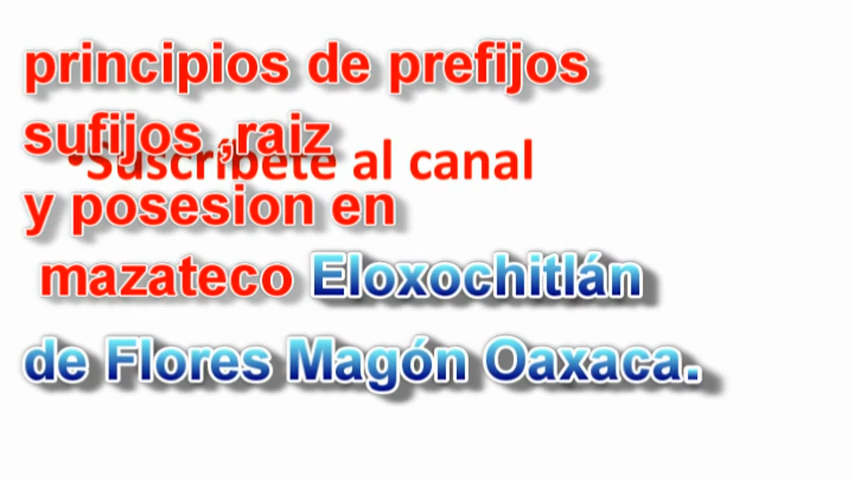 principios de prefijos
sufijos ,raiz
•Suscríbete al canal
y posesion en
mazateco Eloxochitlán
de Flores Magón Oaxaca.